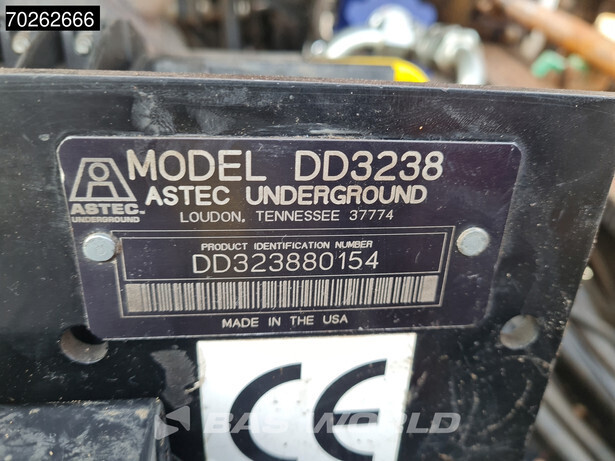 70262666
MODEL DD3238
ASTEC UNDERGROUND
ASTEC
UNDERGROUND
LOUDON, TENNESSEE 37774
PRODUCT IDENTIFICATION NUMBER
DD323880154
MADE IN THE USA
CE
BAS WORLD